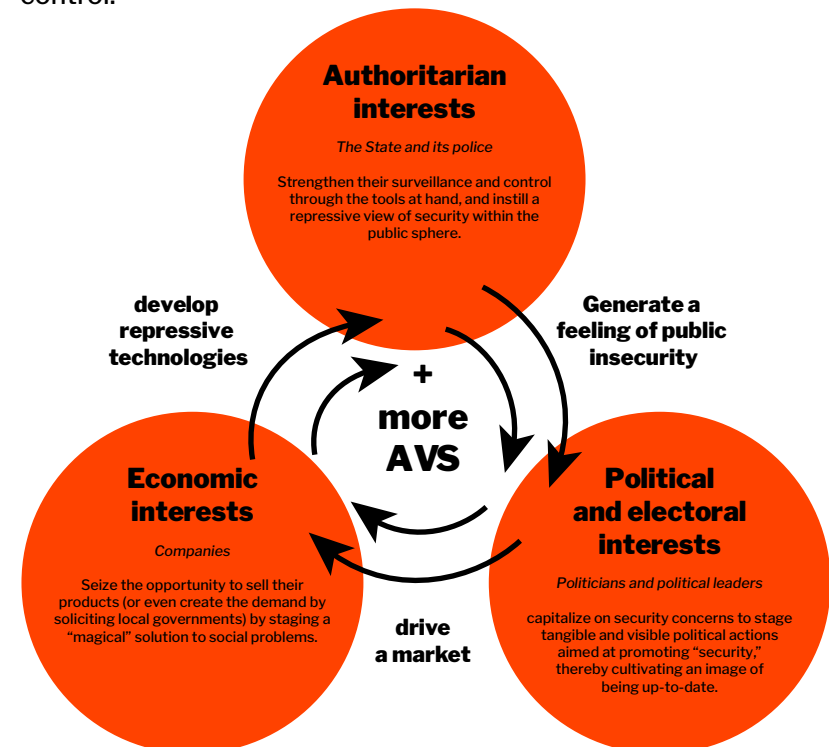 control.
Authoritarian
interests
The State and its police
Strengthen their surveillance and control
through the tools at hand, and instill a
repressive view of security within the
public sphere.
develop
repressive
technologies
Generate a
feeling of public
insecurity
+
more
AVS
Economic
interests
Companies
Seize the opportunity to sell their
products (or even create the demand by
soliciting local governments) by staging a
“magical” solution to social problems.
drive
a market
Political
and electoral
interests
Politicians and political leaders
capitalize on security concerns to stage
tangible and visible political actions
aimed at promoting “security,”
thereby cultivating an image of
being up-to-date.